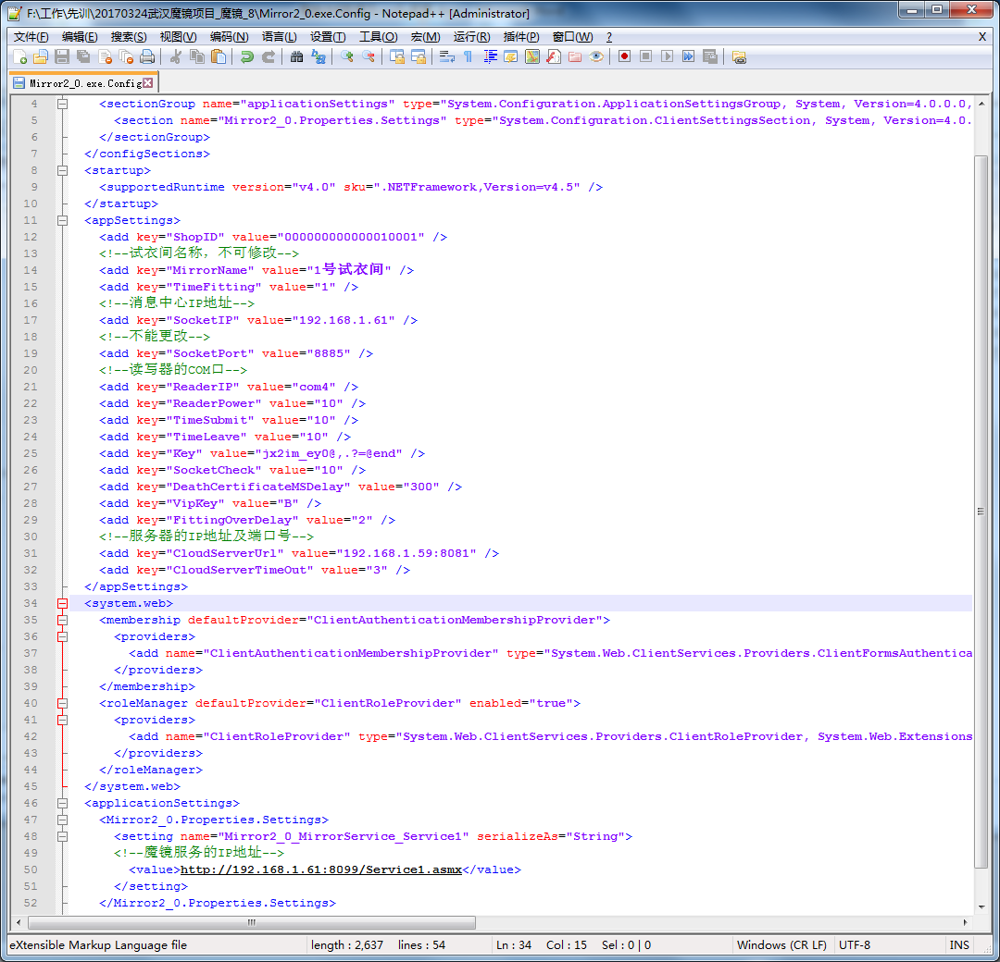 F:\工作\先训\20170324武汉魔镜项目_魔镜_8\Mirror2_0.exe.Config - Notepad++ [Administrator]
文件(F) 编辑(E) 搜索(S) 视图(V) 编码(N) 语言(L) 设置(T) 工具(O) 宏(M) 运行(R) 插件(P) 窗口(W) ? X
Mirror2_0.exe.Config
4 <sectionGroup name="applicationSettings" type="System.Configuration.ApplicationSettingsGroup, System, Version=4.0.0.0,
5 <section name="Mirror2_0.Properties.Settings" type="System.Configuration.ClientSettingsSection, System, Version=4.0.
6 </sectionGroup>
7 </configSections>
8 <startup>
9 <supportedRuntime version="v4.0" sku=".NETFramework,Version=v4.5" />
10 </startup>
11 <appSettings>
12 <add key="ShopID" value="000000000000010001" />
13 <!--试衣间名称，不可修改-->
14 <add key="MirrorName" value="1号试衣间" />
15 <add key="TimeFitting" value="1" />
16 <!--消息中心IP地址-->
17 <add key="SocketIP" value="192.168.1.61" />
18 <!--不能更改-->
19 <add key="SocketPort" value="8885" />
20 <!--读写器的COM口-->
21 <add key="ReaderIP" value="com4" />
22 <add key="ReaderPower" value="10" />
23 <add key="TimeSubmit" value="10" />
24 <add key="TimeLeave" value="10" />
25 <add key="Key" value="jx2im_ey0@,.?=@end" />
26 <add key="SocketCheck" value="10" />
27 <add key="DeathCertificateMSDelay" value="300" />
28 <add key="VipKey" value="B" />
29 <add key="FittingOverDelay" value="2" />
30 <!--服务器的IP地址及端口号-->
31 <add key="CloudServerUrl" value="192.168.1.59:8081" />
32 <add key="CloudServerTimeOut" value="3" />
33 </appSettings>
34 <system.web>
35 <membership defaultProvider="ClientAuthenticationMembershipProvider">
36 <providers>
37 <add name="ClientAuthenticationMembershipProvider" type="System.Web.ClientServices.Providers.ClientFormsAuthentica
38 </providers>
39 </membership>
40 <roleManager defaultProvider="ClientRoleProvider" enabled="true">
41 <providers>
42 <add name="ClientRoleProvider" type="System.Web.ClientServices.Providers.ClientRoleProvider, System.Web.Extensions
43 </providers>
44 </roleManager>
45 </system.web>
46 <applicationSettings>
47 <Mirror2_0.Properties.Settings>
48 <setting name="Mirror2_0_MirrorService_Service1" serializeAs="String">
49 <!--魔镜服务的IP地址-->
50 <value>http://192.168.1.61:8099/Service1.asmx</value>
51 </setting>
52 </Mirror2_0.Properties.Settings>
eXtensible Markup Language file length : 2,637 lines : 54 Ln : 34 Col : 15 Sel : 0 | 0 Windows (CR LF) UTF-8 INS